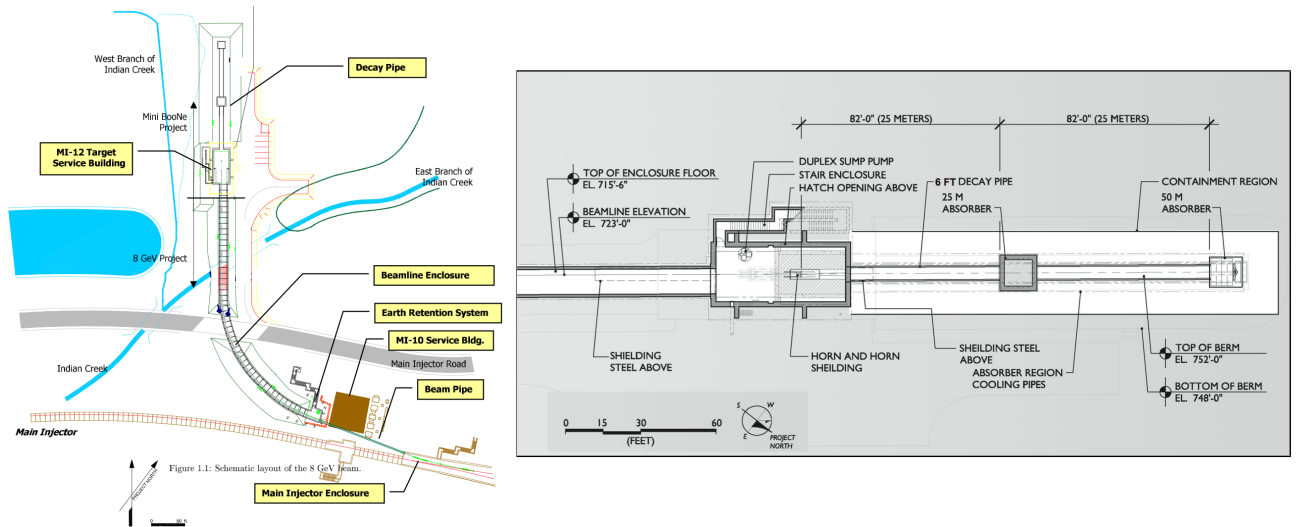 West Branch of
Indian Creek
Decay Pipe
Mini BooNe
Project
MI-12 Target
Service Building
East Branch of
Indian Creek
8 GeV Project
Beamline Enclosure
Earth Retention System
MI-10 Service Bldg.
Main Injector Road
Indian Creek
Beam Pipe
Main Injector
Figure 1.1: Schematic layout of the 8 GeV beam.
PROJECT NORTH
Main Injector Enclosure
0 50 ft
82'-0" (25 METERS)
82'-0" (25 METERS)
DUPLEX SUMP PUMP
STAIR ENCLOSURE
HATCH OPENING ABOVE
TOP OF ENCLOSURE FLOOR
EL. 715'-6"
6 FT DECAY PIPE
25 M
ABSORBER
CONTAINMENT REGION
50 M
ABSORBER
BEAMLINE ELEVATION
EL. 723'-0"
SHIELDING
STEEL ABOVE
HORN AND HORN
SHEILDING
SHEILDING STEEL
ABOVE
ABSORBER REGION
COOLING PIPES
TOP OF BERM
EL. 752'-0"
BOTTOM OF BERM
EL. 748'-0"
0 15 30 60
(FEET)
S W
E
PROJECT
NORTH